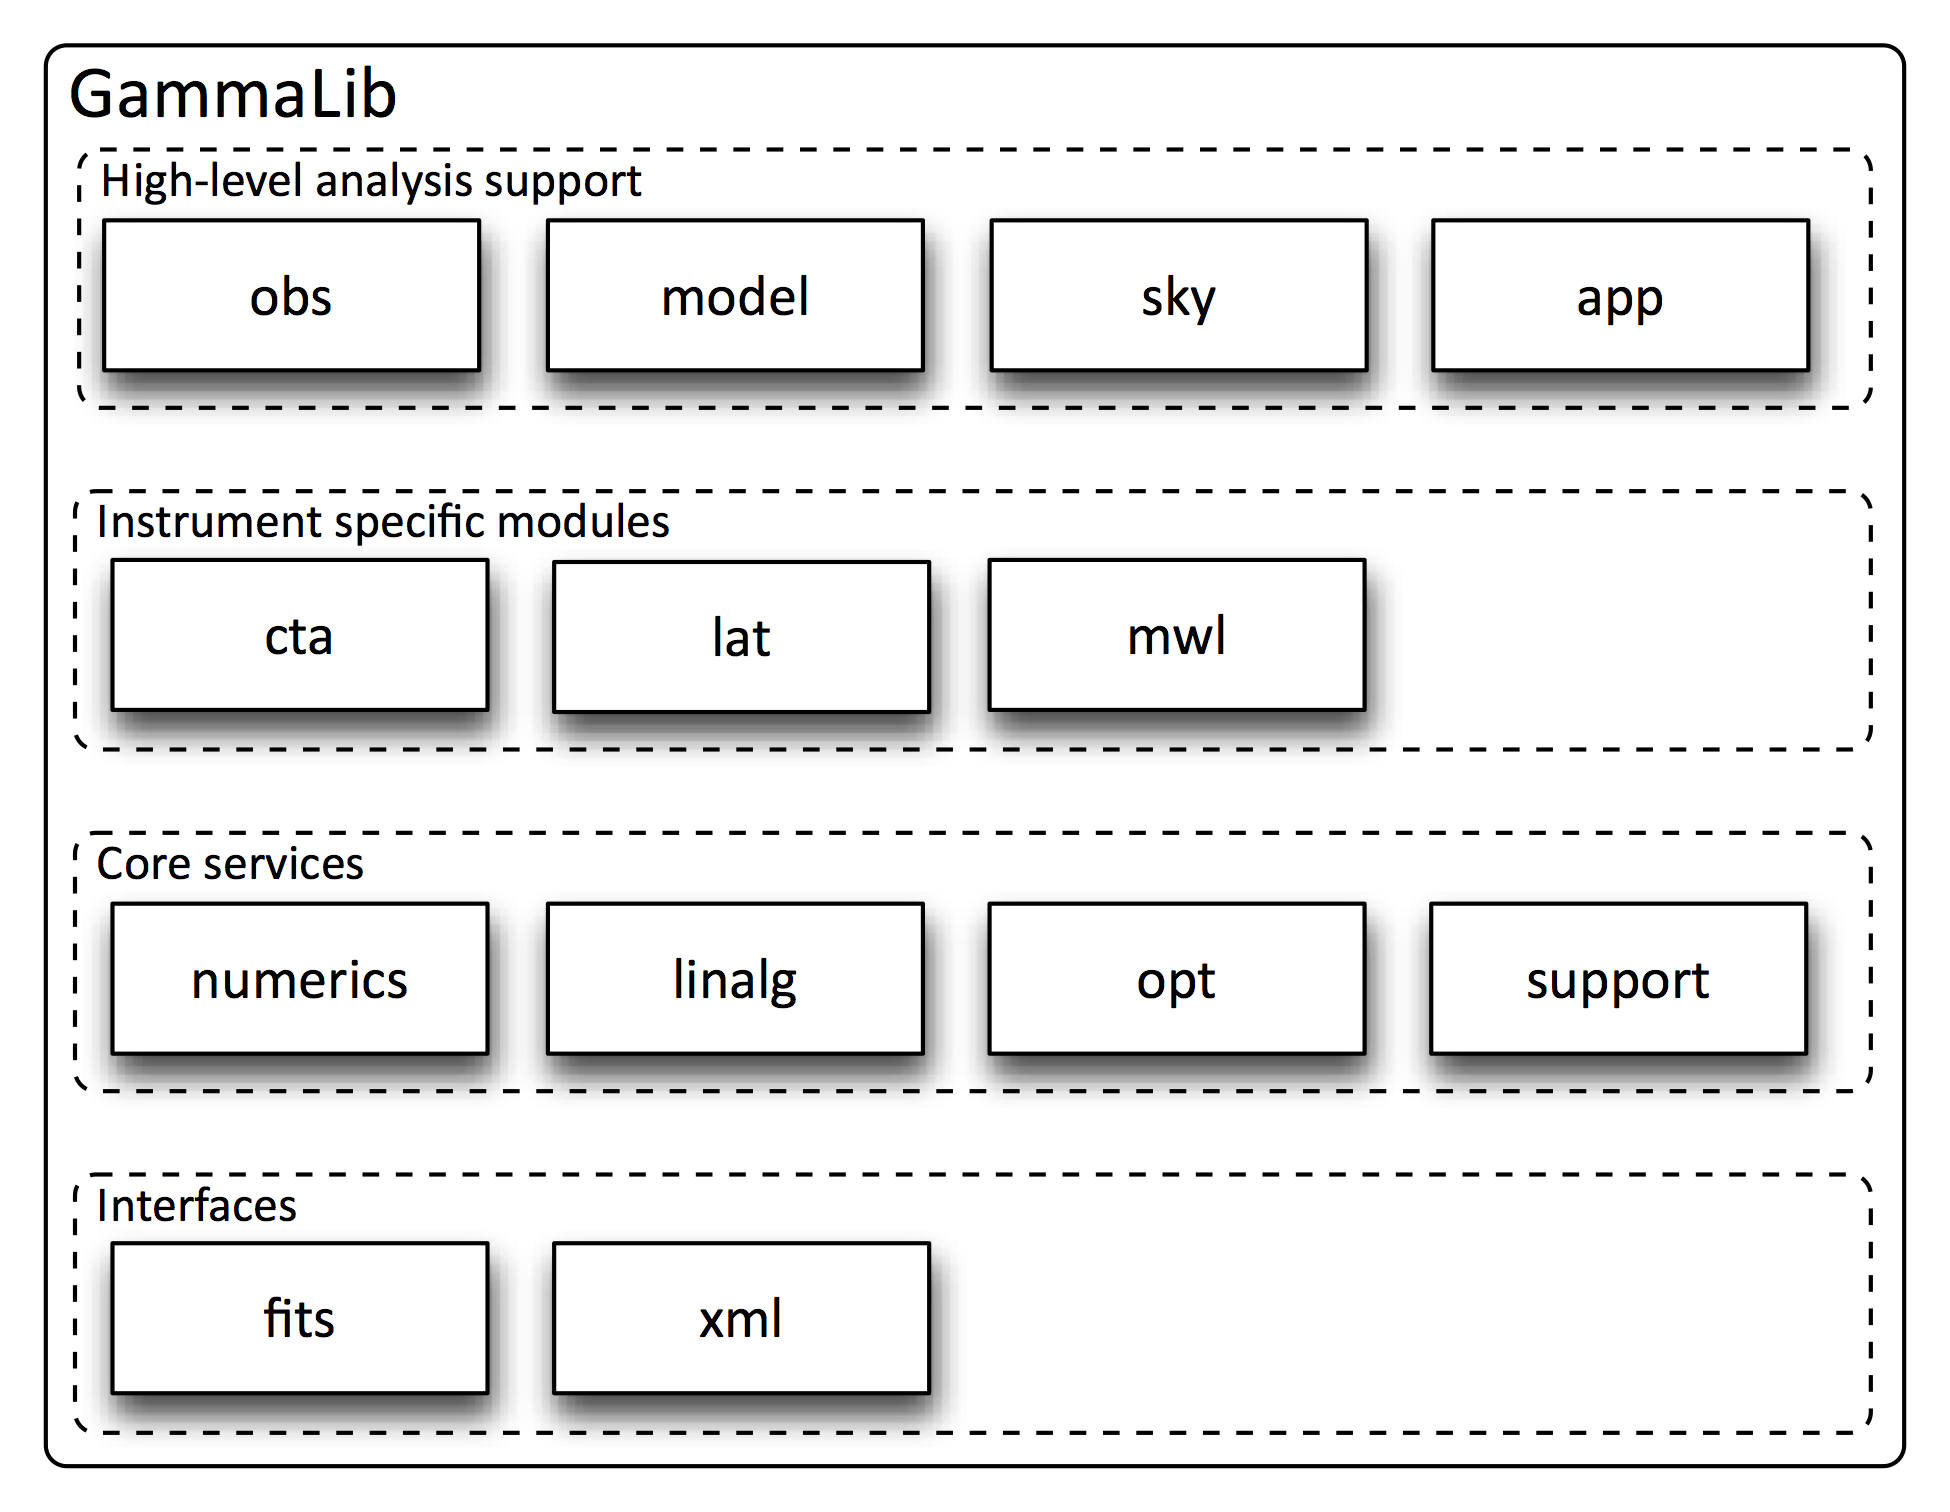 GammaLib
High-level analysis support
obs model sky app
Instrument specific modules
cta lat mwl
Core services
numerics linalg opt support
Interfaces
fits xml